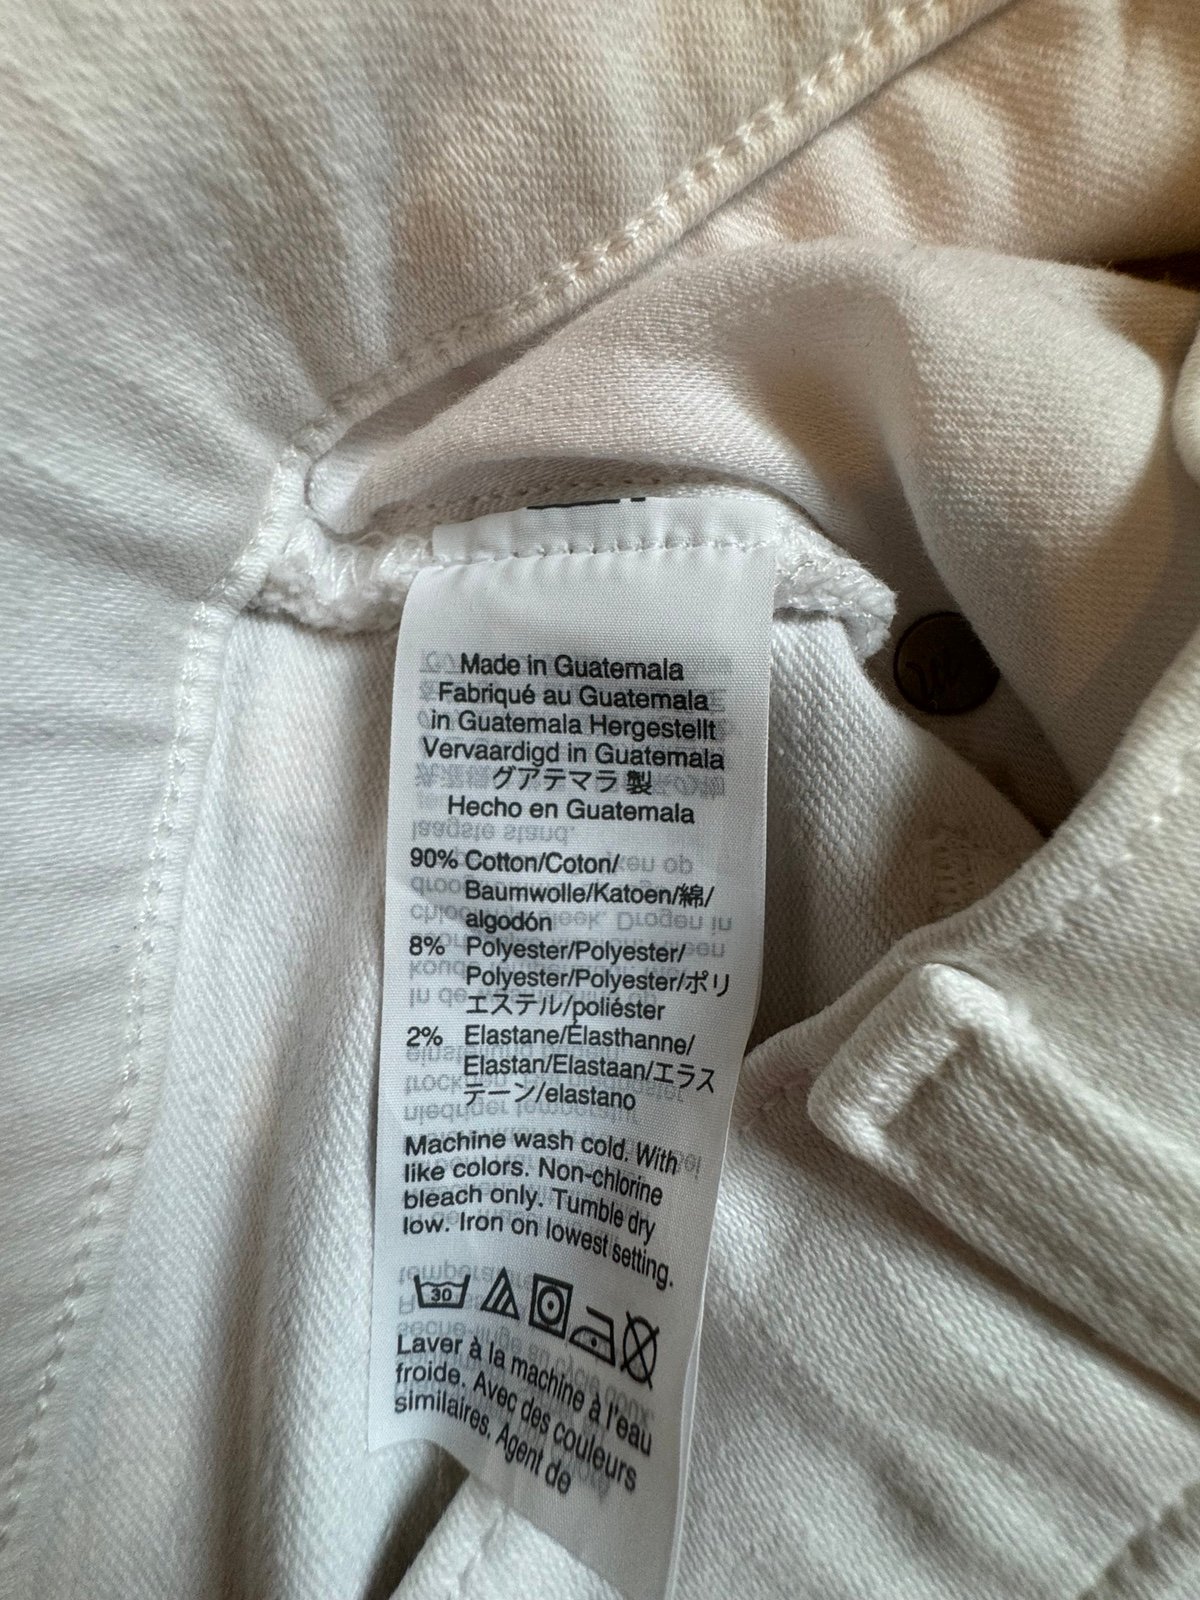 Made in Guatemala
Fabriqué au Guatemala
in Guatemala Hergestellt
Vervaardigd in Guatemala
グアテマラ 製
Hecho en Guatemala
90% Cotton/Coton/
Baumwolle/Katoen/綿/
algodón
8% Polyester/Polyester/
Polyester/Polyester/ポリ
エステル/poliéster
2% Elastane/Élasthanne/
Elastan/Elastaan/エラス
テーン/elastano
Machine wash cold. With
like colors. Non-chlorine
bleach only. Tumble dry
low. Iron on lowest setting.
30
Laver à la machine à l'eau
froide. Avec des couleurs
similaires. Agent de